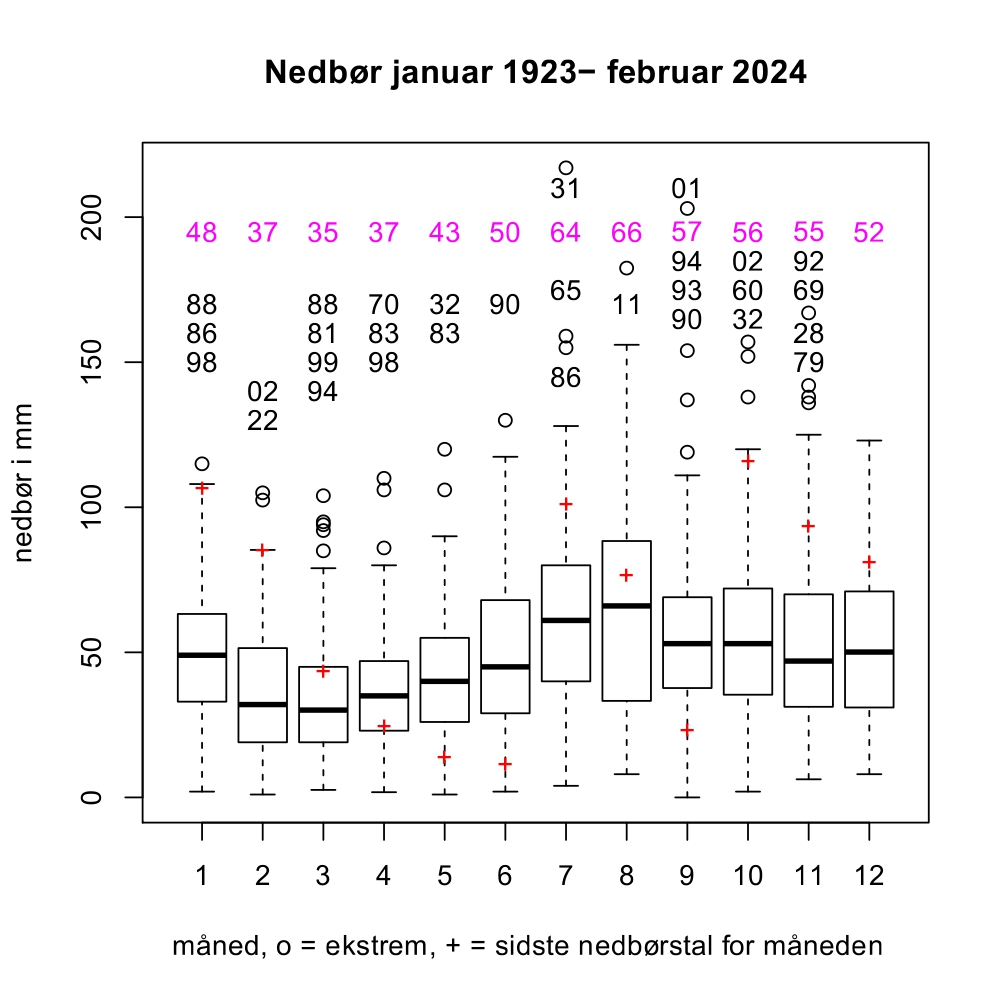 Nedbør januar 1923− februar 2024
nedbør i mm
200
150
100
50
0
31 01
48 37 35 37 43 50 64 66 57 56 55 52
94 02 92
65 93 60 69
88 88 70 32 90 11
90 32
86 81 83 83 28
98 99 98 79
86
02 94
22
1 2 3 4 5 6 7 8 9 10 11 12
måned, o = ekstrem, + = sidste nedbørstal for måneden